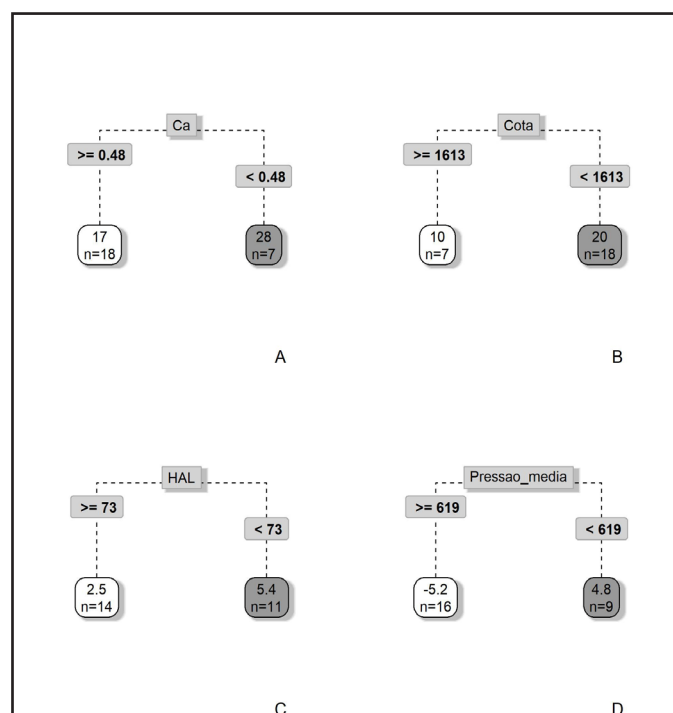 Ca
>= 0.48
< 0.48
17
n=18
28
n=7
A
Cota
>= 1613
< 1613
10
n=7
20
n=18
B
HAL
>= 73
< 73
2.5
n=14
5.4
n=11
C
Pressao_media
>= 619
< 619
-5.2
n=16
4.8
n=9
D